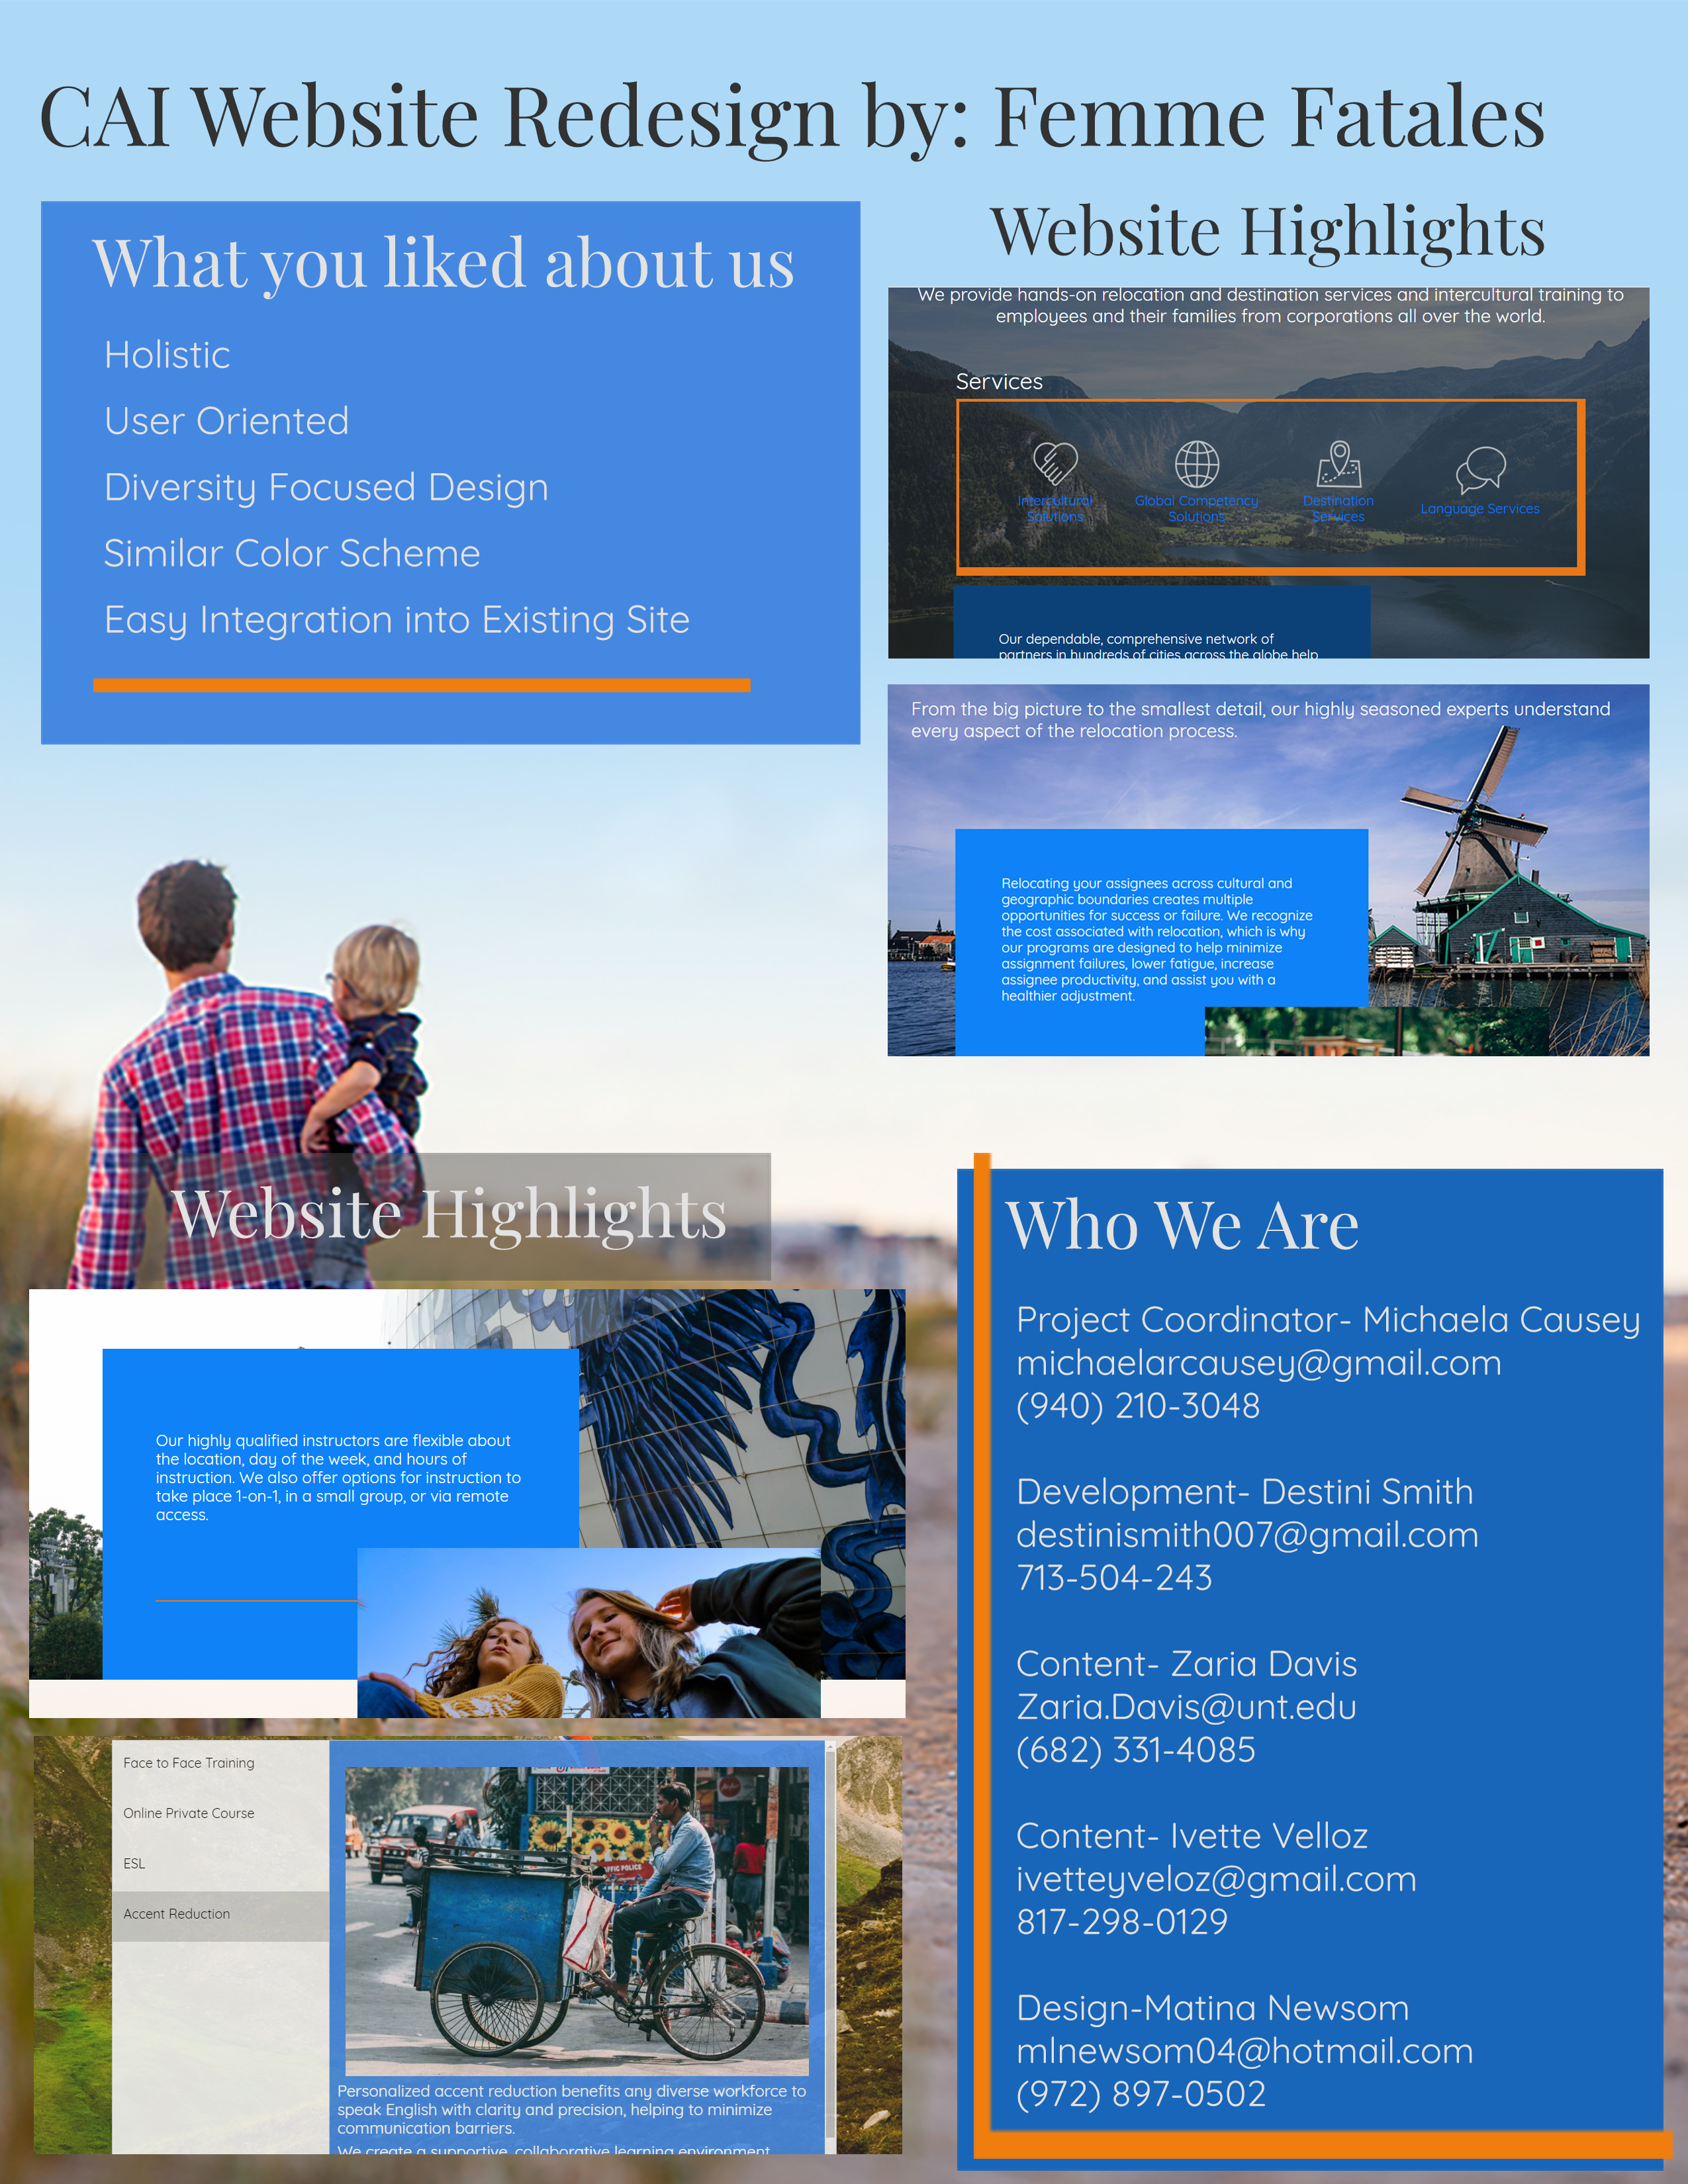 CAI Website Redesign by: Femme Fatales
What you liked about us
Holistic
User Oriented
Diversity Focused Design
Similar Color Scheme
Easy Integration into Existing Site
Website Highlights
We provide hands-on relocation and destination services and intercultural training to
employees and their families from corporations all over the world.
Services
Intercultural
Solutions
Global Competency
Solutions
Destination
Services
Language Services
Our dependable, comprehensive network of
partners in hundreds of cities across the globe help
From the big picture to the smallest detail, our highly seasoned experts understand
every aspect of the relocation process.
Relocating your assignees across cultural and
geographic boundaries creates multiple
opportunities for success or failure. We recognize
the cost associated with relocation, which is why
our programs are designed to help minimize
assignment failures, lower fatigue, increase
assignee productivity, and assist you with a
healthier adjustment.
Website Highlights
Our highly qualified instructors are flexible about
the location, day of the week, and hours of
instruction. We also offer options for instruction to
take place 1-on-1, in a small group, or via remote
access.
Face to Face Training
Online Private Course
ESL
Accent Reduction
TRAFFIC POLICE
Personalized accent reduction benefits any diverse workforce to
speak English with clarity and precision, helping to minimize
communication barriers.
We create a supportive, collaborative learning environment
Who We Are
Project Coordinator- Michaela Causey
michaelarcausey@gmail.com
(940) 210-3048
Development- Destini Smith
destinismith007@gmail.com
713-504-243
Content- Zaria Davis
Zaria.Davis@unt.edu
(682) 331-4085
Content- Ivette Velloz
ivetteyveloz@gmail.com
817-298-0129
Design-Matina Newsom
mlnewsom04@hotmail.com
(972) 897-0502